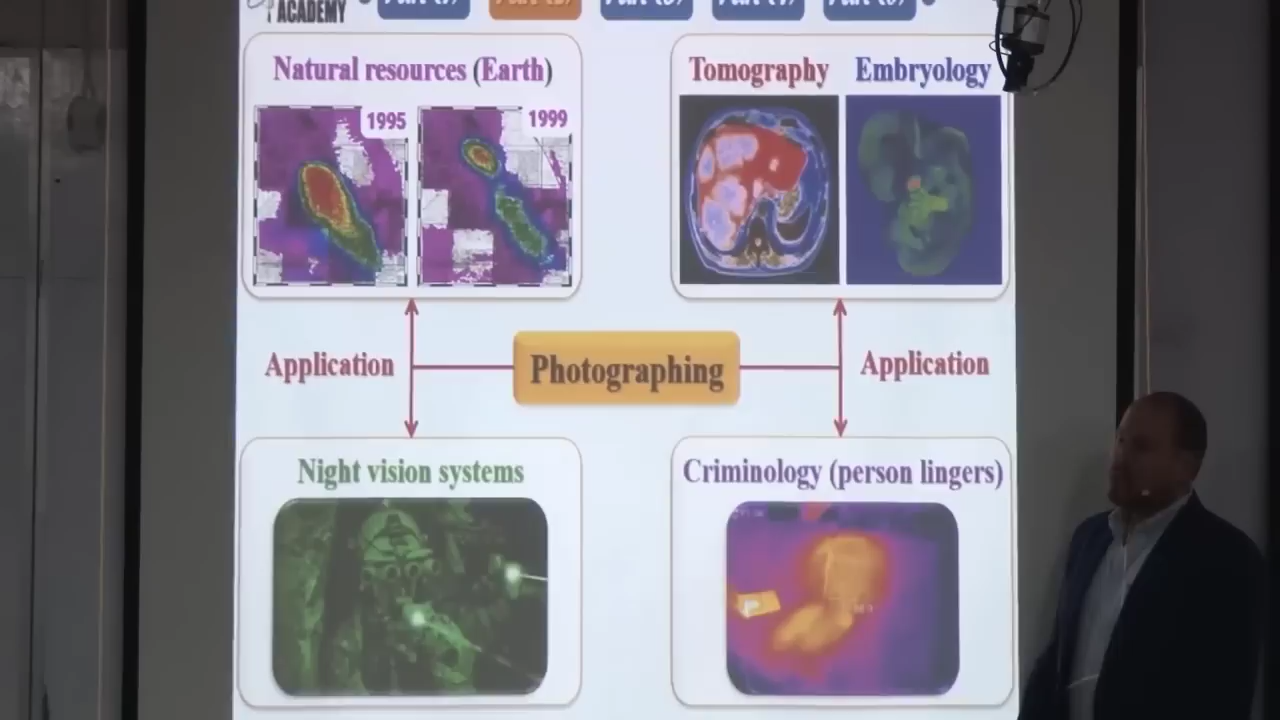 ACADEMY
Natural resources (Earth)
1995
1999
Tomography
Embryology
Application
Photographing
Application
Night vision systems
Criminology (person lingers)